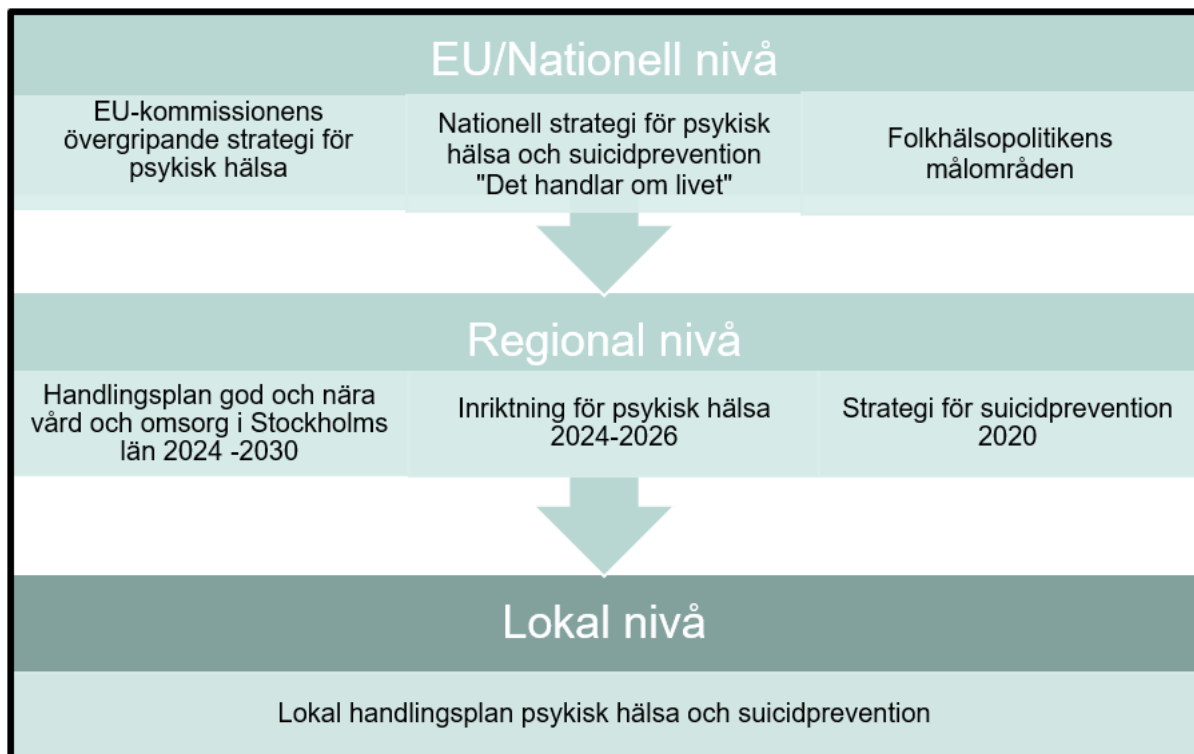 EU/Nationell nivå
EU-kommissionens
övergripande strategi för
psykisk hälsa
Nationell strategi för psykisk
hälsa och suicidprevention
"Det handlar om livet"
Folkhälsopolitikens
målområden
Regional nivå
Handlingsplan god och nära
vård och omsorg i Stockholms
län 2024 -2030
Inriktning för psykisk hälsa
2024-2026
Strategi för suicidprevention
2020
Lokal nivå
Lokal handlingsplan psykisk hälsa och suicidprevention